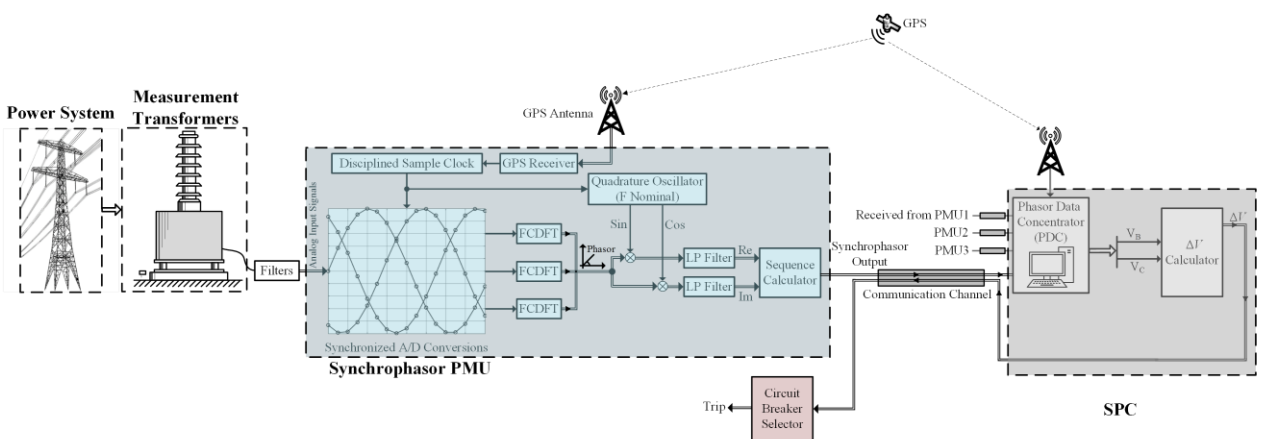 GPS
Power System
Measurement
Transformers
GPS Antenna
Disciplined Sample Clock
GPS Receiver
Quadrature Oscillator
(F Nominal)
Analog Input Signals
Sin
Cos
FCDFT
FCDFT
FCDFT
Phasor
Filters
LP Filter
LP Filter
Re
Im
Sequence
Calculator
Synchronized A/D Conversions
Synchrophasor PMU
Synchrophasor
Output
Communication Channel
Received from PMU1
PMU2
PMU3
Phasor Data
Concentrator
(PDC)
V_B
V_C
ΔI′
Calculator
ΔI′
SPC
Trip
Circuit
Breaker
Selector